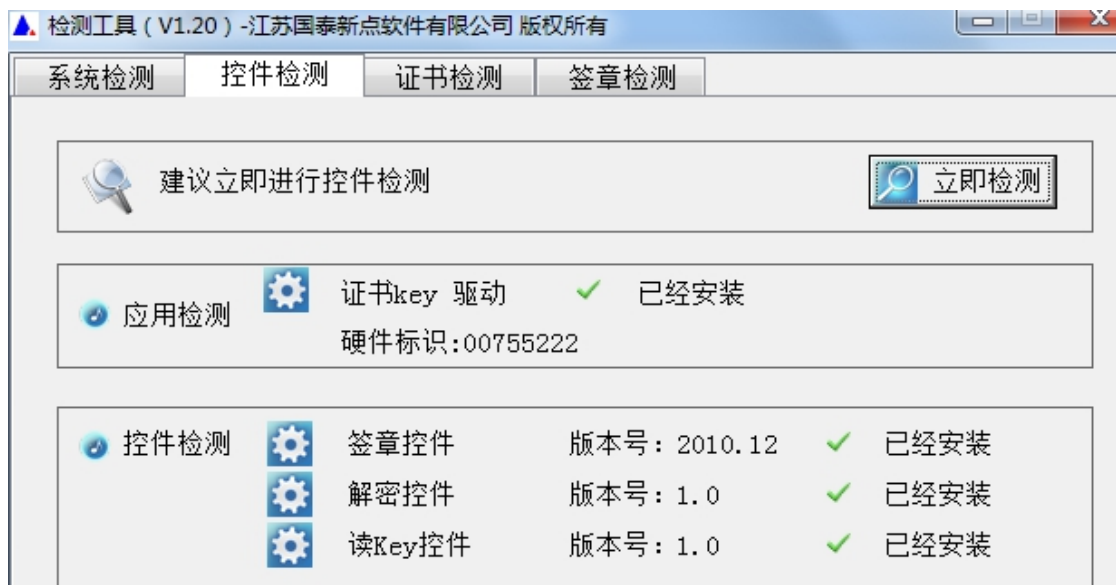 检测工具（V1.20）-江苏国泰新点软件有限公司 版权所有
系统检测 控件检测 证书检测 签章检测
建议立即进行控件检测 立即检测
应用检测 证书key 驱动 已经安装
硬件标识:00755222
控件检测 签章控件 版本号：2010.12 已经安装
解密控件 版本号：1.0 已经安装
读Key控件 版本号：1.0 已经安装